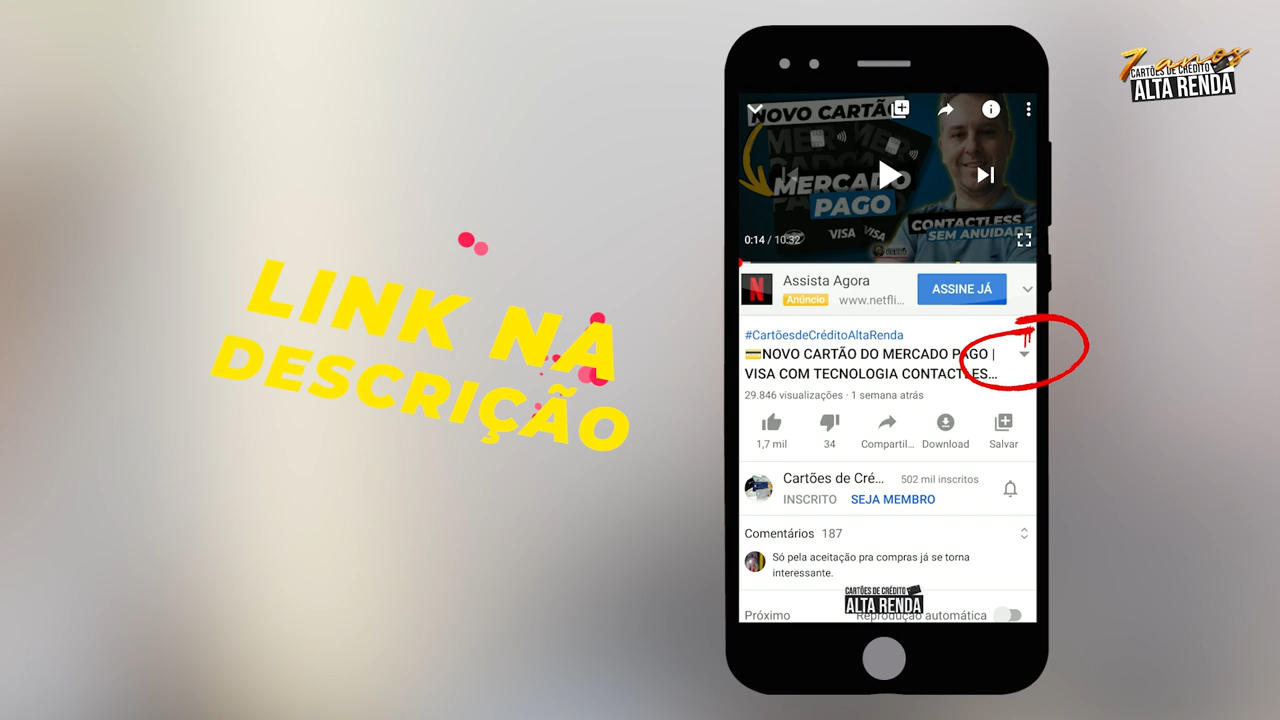 7 anos
CARTÕES DE CRÉDITO
ALTA RENDA
LINK NA
DESCRIÇÃO
NOVO CARTÃO
MERCADO
PAGO
VISA VISA
CONTACTLESS
SEM ANUIDADE
0:14 / 10:32
Assista Agora
ASSINE JÁ
Anúncio www.netfli...
#CartõesdeCréditoAltaRenda
💳NOVO CARTÃO DO MERCADO PAGO |
VISA COM TECNOLOGIA CONTACTLES...
29.846 visualizações · 1 semana atrás
1,7 mil 34 Compartil... Download Salvar
Cartões de Cré... 502 mil inscritos
INSCRITO SEJA MEMBRO
Comentários 187
Só pela aceitação pra compras já se torna
interessante.
CARTÕES DE CRÉDITO
ALTA RENDA
Próximo Reprodução automática